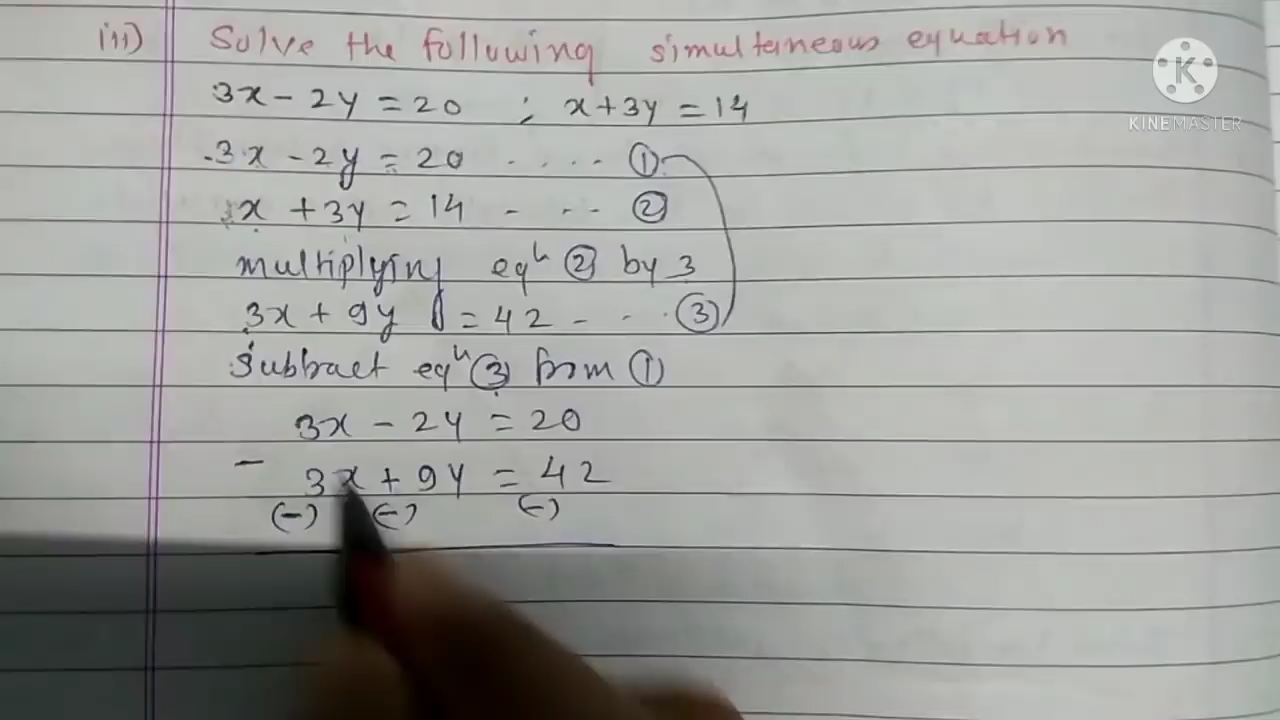 iii) Solve the following simultaneous equation
3x - 2y = 20 ; x + 3y = 14
3x - 2y = 20 .... ①
x + 3y = 14 - .. - ②
multiplying eqⁿ ② by 3
3x + 9y = 42 - . . ③
Subtract eqⁿ ③ from ①
3x - 2y = 20
- 3x + 9y = 42
(-) (-) (-)
K
KINEMASTER